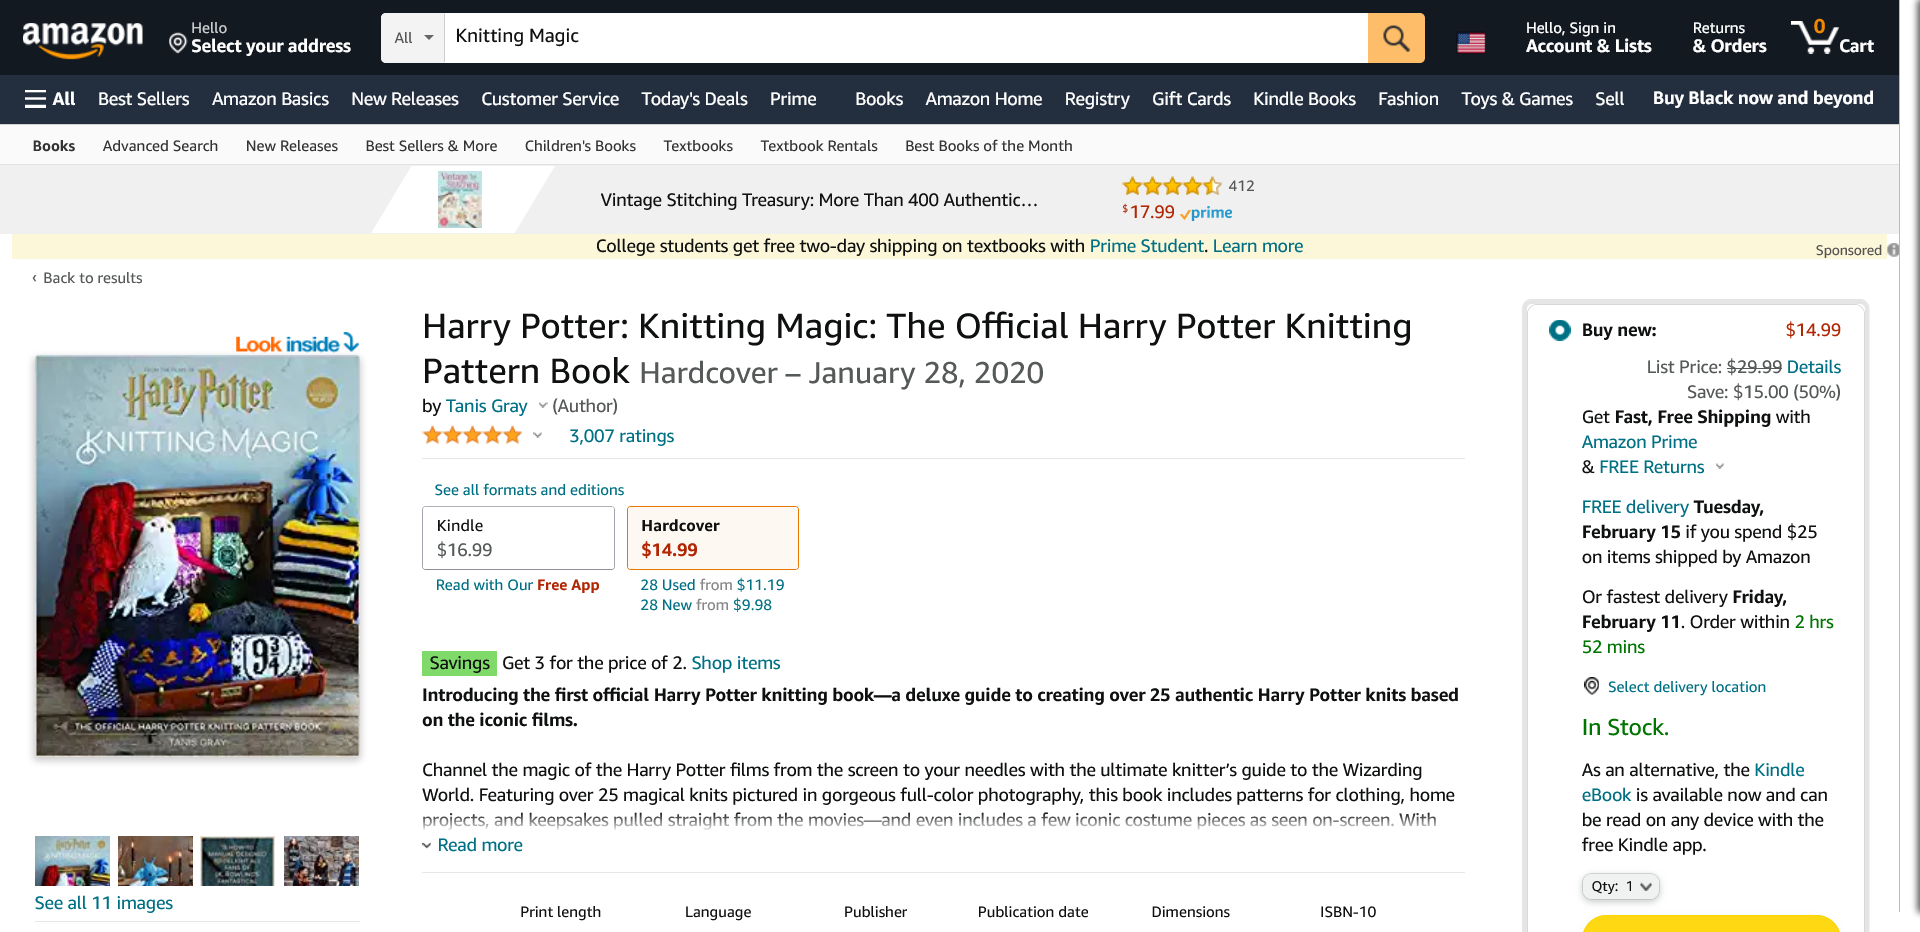 amazon
Hello
Select your address
All
Knitting Magic
Hello, Sign in
Account & Lists
Returns
& Orders
0
Cart
All
Best Sellers
Amazon Basics
New Releases
Customer Service
Today's Deals
Prime
Books
Amazon Home
Registry
Gift Cards
Kindle Books
Fashion
Toys & Games
Sell
Buy Black now and beyond
Books
Advanced Search
New Releases
Best Sellers & More
Children's Books
Textbooks
Textbook Rentals
Best Books of the Month
Vintage Stitching Treasury: More Than 400 Authentic…
412
$17.99 prime
College students get free two-day shipping on textbooks with Prime Student. Learn more
Sponsored
‹ Back to results
Look inside
Harry Potter
KNITTING MAGIC
9 3/4
THE OFFICIAL HARRY POTTER KNITTING PATTERN BOOK
TANIS GRAY
See all 11 images
Harry Potter: Knitting Magic: The Official Harry Potter Knitting
Pattern Book Hardcover – January 28, 2020
by Tanis Gray (Author)
3,007 ratings
See all formats and editions
Kindle
$16.99
Read with Our Free App
Hardcover
$14.99
28 Used from $11.19
28 New from $9.98
Savings Get 3 for the price of 2. Shop items
Introducing the first official Harry Potter knitting book—a deluxe guide to creating over 25 authentic Harry Potter knits based
on the iconic films.
Channel the magic of the Harry Potter films from the screen to your needles with the ultimate knitter’s guide to the Wizarding
World. Featuring over 25 magical knits pictured in gorgeous full-color photography, this book includes patterns for clothing, home
projects, and keepsakes pulled straight from the movies—and even includes a few iconic costume pieces as seen on-screen. With
Read more
Print length
Language
Publisher
Publication date
Dimensions
ISBN-10
Buy new:
$14.99
List Price: $29.99 Details
Save: $15.00 (50%)
Get Fast, Free Shipping with
Amazon Prime
& FREE Returns
FREE delivery Tuesday,
February 15 if you spend $25
on items shipped by Amazon
Or fastest delivery Friday,
February 11. Order within 2 hrs
52 mins
Select delivery location
In Stock.
As an alternative, the Kindle
eBook is available now and can
be read on any device with the
free Kindle app.
Qty: 1